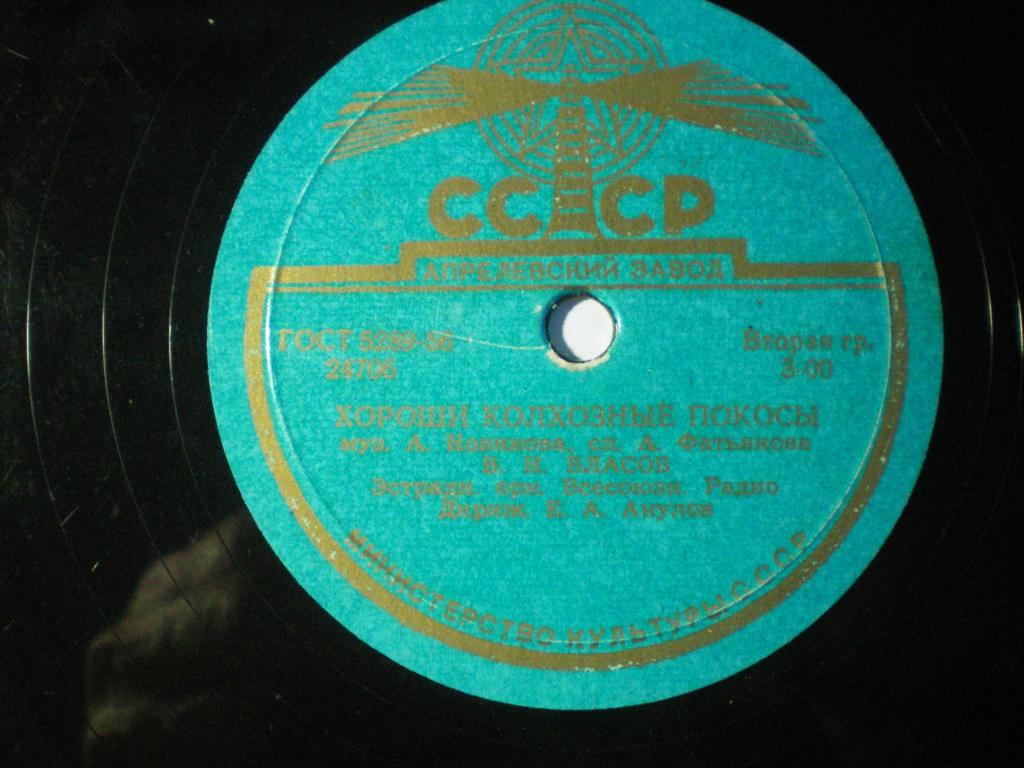 СССР
АПРЕЛЕВСКИЙ ЗАВОД
ГОСТ 5289-56
24706
Вторая гр.
3-00
ХОРОШИ КОЛХОЗНЫЕ ПОКОСЫ
муз. А. Новикова, сл. А. Фатьянова
В. Н. ВЛАСОВ
Эстрадн. орк. Всесоюзн. Радио
Дириж. Е. А. Акулов
МИНИСТЕРСТВО КУЛЬТУРЫ СССР